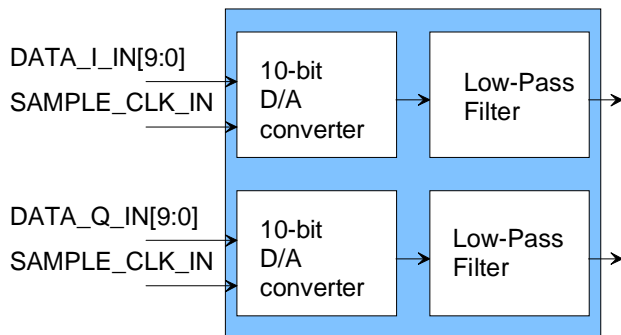 DATA_I_IN[9:0]
SAMPLE_CLK_IN
10-bit
D/A
converter
Low-Pass
Filter
DATA_Q_IN[9:0]
SAMPLE_CLK_IN
10-bit
D/A
converter
Low-Pass
Filter